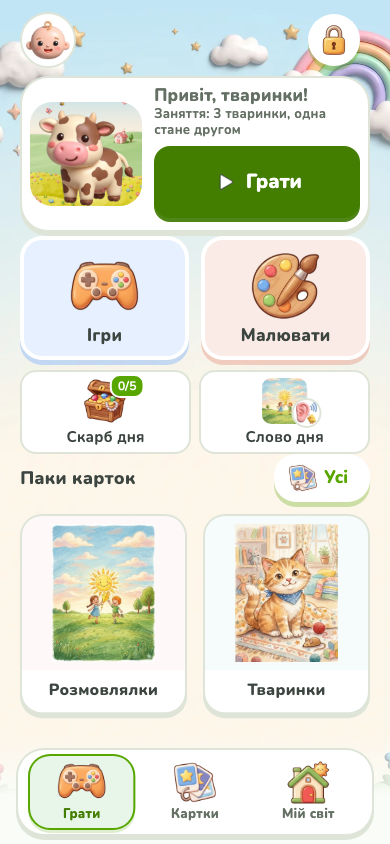 Привіт, тваринки!
Заняття: 3 тваринки, одна
стане другом
Грати
Ігри
Малювати
0/5
Скарб дня
Слово дня
Паки карток
Усі
Розмовлялки
Тваринки
Грати
Картки
Мій світ